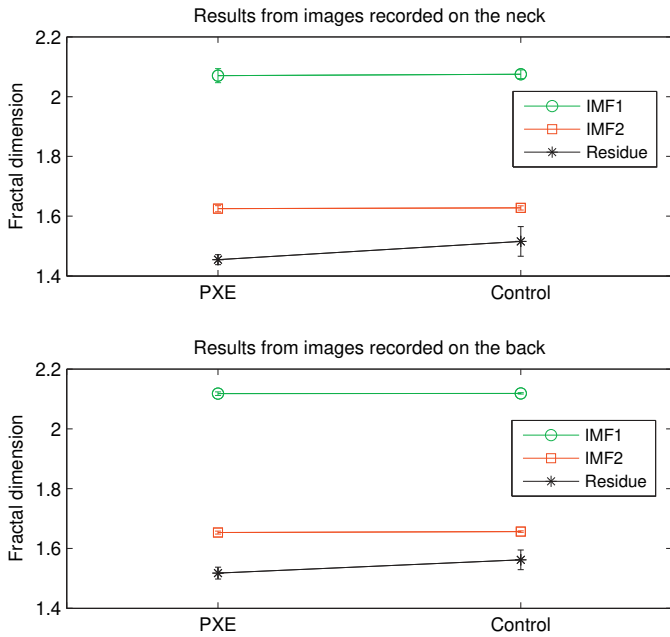 Results from images recorded on the neck
2.2
2
1.8
1.6
1.4
Fractal dimension
IMF1
IMF2
Residue
PXE
Control
Results from images recorded on the back
2.2
2
1.8
1.6
1.4
Fractal dimension
IMF1
IMF2
Residue
PXE
Control